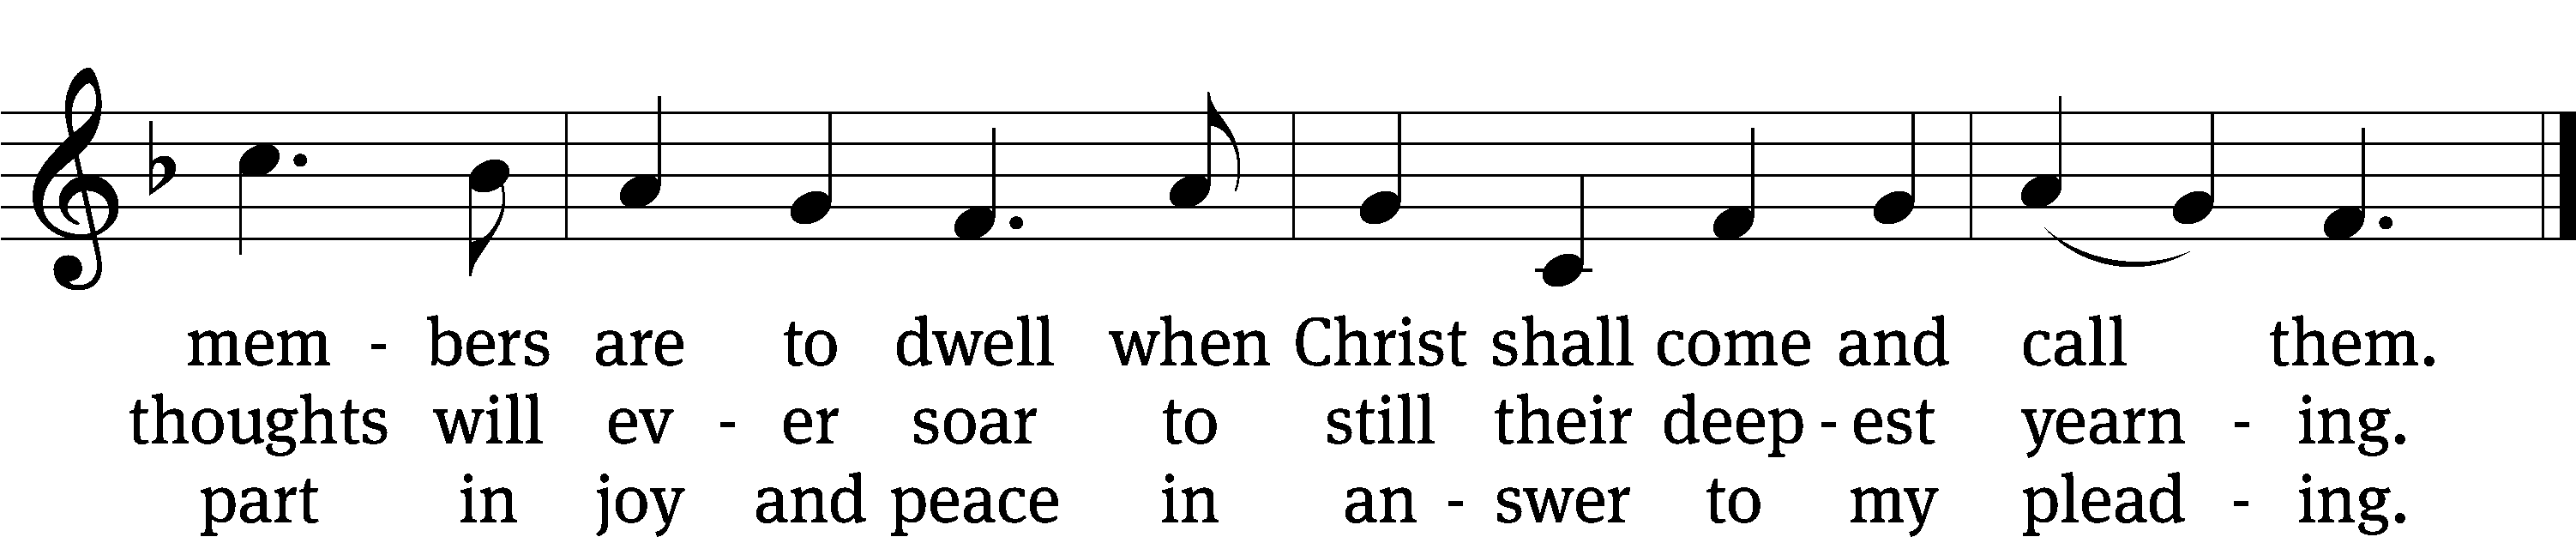 mem - bers are to dwell when Christ shall come and call them.
thoughts will ev - er soar to still their deep - est yearn - ing.
part in joy and peace in an - swer to my plead - ing.